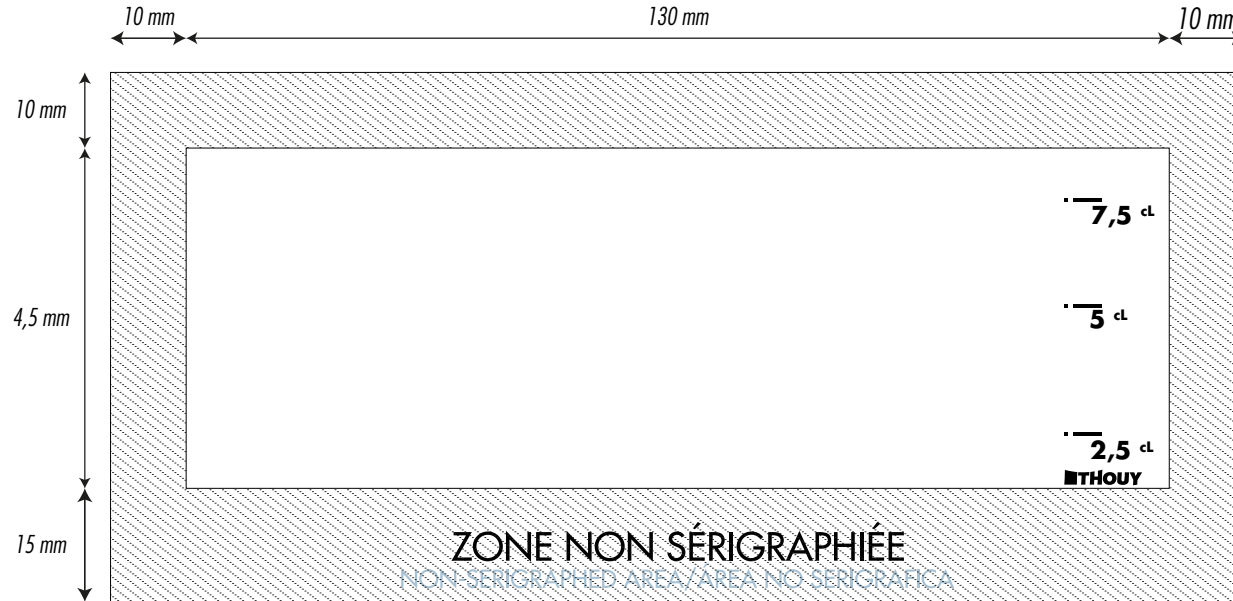 10 mm
130 mm
10 mm
10 mm
7,5 cL
4,5 mm
5 cL
2,5 cL
THOUY
15 mm
ZONE NON SÉRIGRAPHIÉE
NON-SERIGRAPHED AREA/ÁREA NO SERIGRAFICA